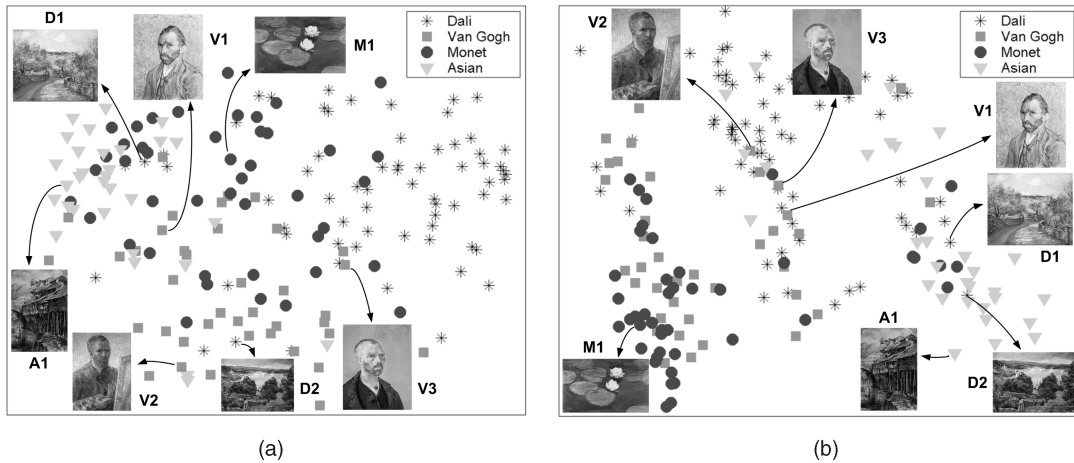 D1
V1
M1
Dali
Van Gogh
Monet
Asian
A1
V2
D2
V3
(a)
V2
V3
Dali
Van Gogh
Monet
Asian
V1
D1
A1
M1
D2
(b)